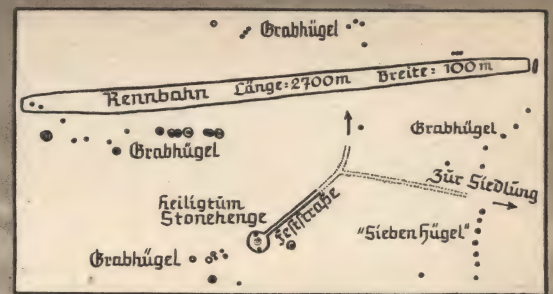 Grabhügel
Rennbahn Länge: 2700 m Breite: 100 m
Grabhügel
Grabhügel
Zur Siedlung
Heiligtum
Stonehenge
Feststraße
"Sieben Hügel"
Grabhügel